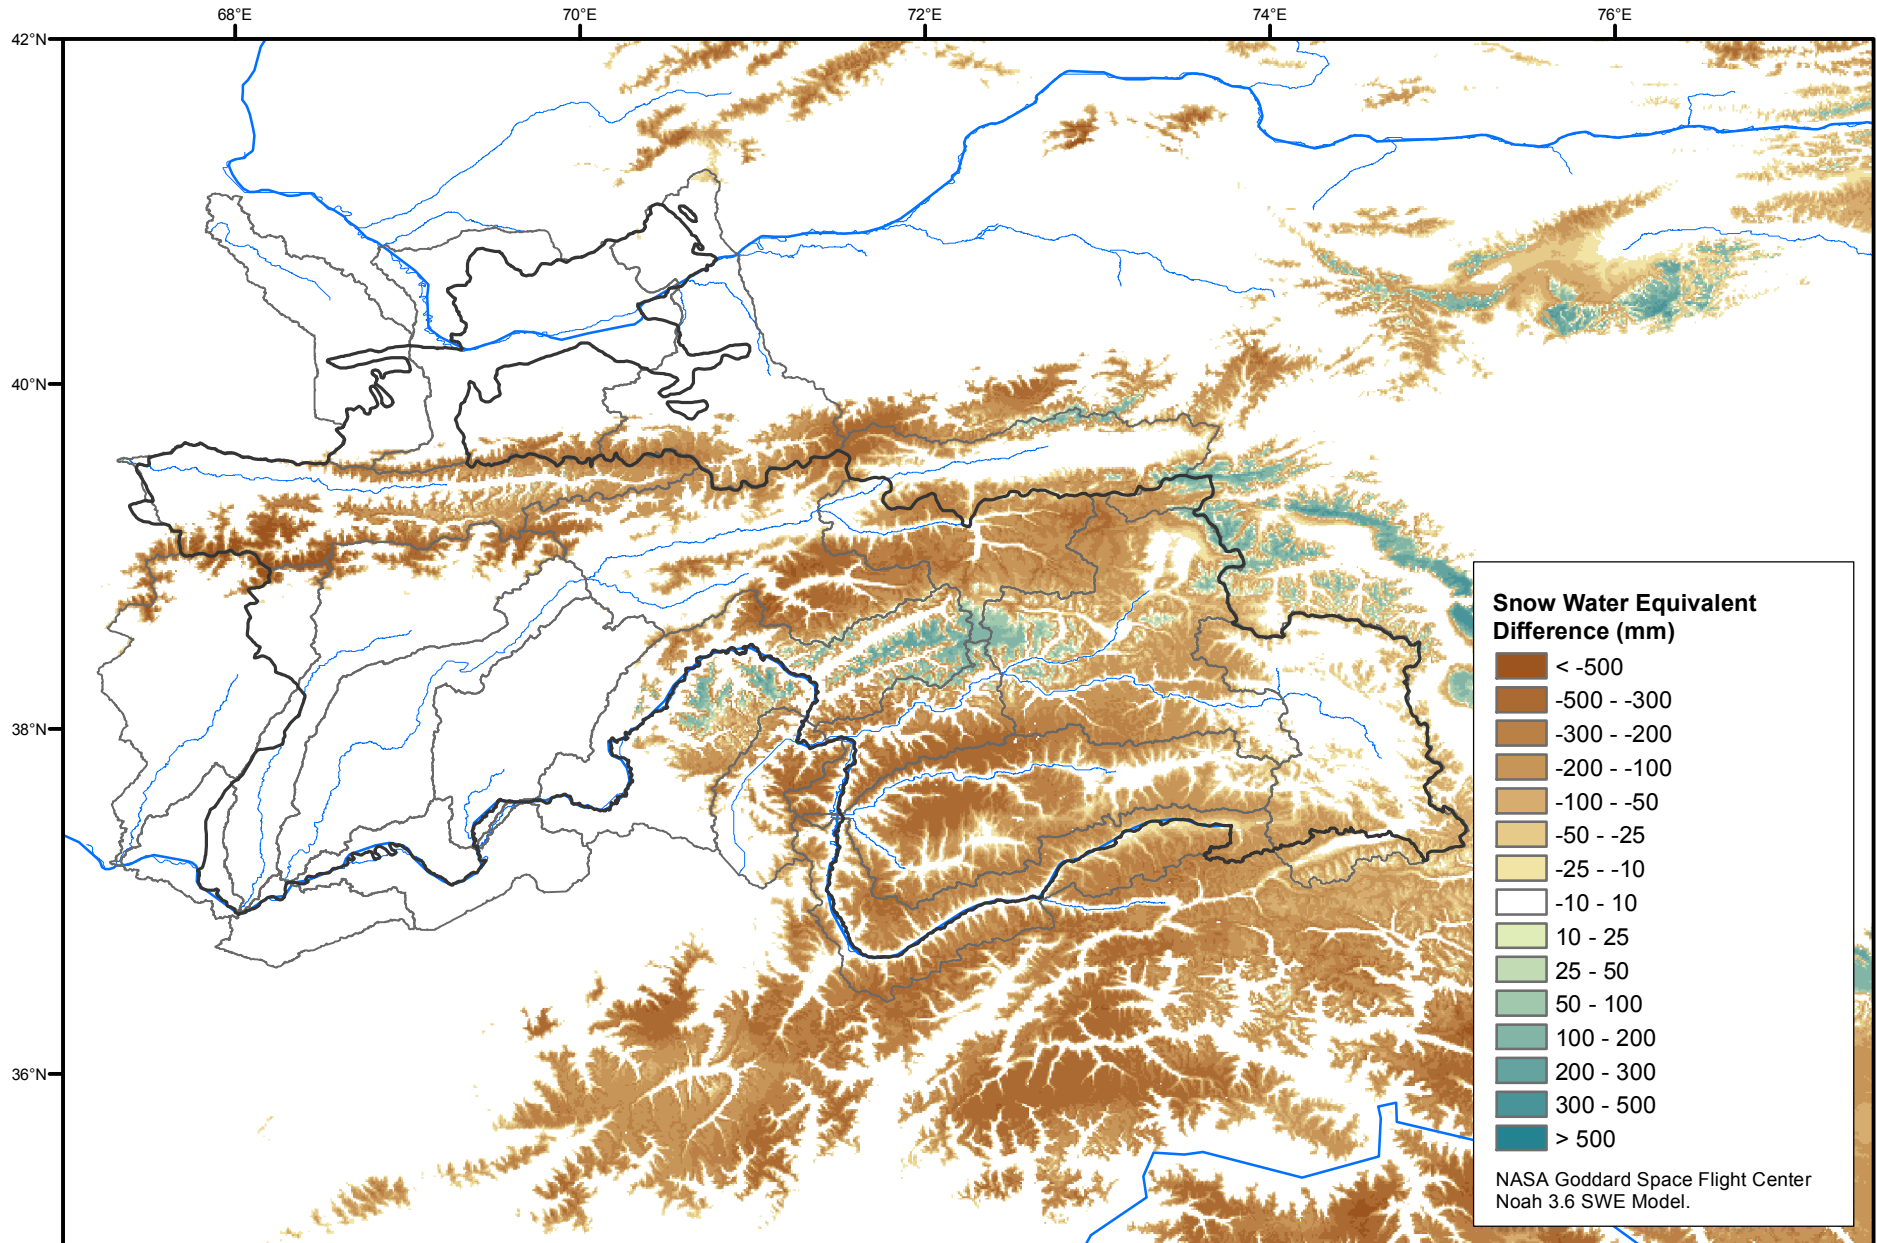 68°E 70°E 72°E 74°E 76°E
42°N
40°N
38°N
36°N
Snow Water Equivalent
Difference (mm)
< -500
-500 - -300
-300 - -200
-200 - -100
-100 - -50
-50 - -25
-25 - -10
-10 - 10
10 - 25
25 - 50
50 - 100
100 - 200
200 - 300
300 - 500
> 500
NASA Goddard Space Flight Center
Noah 3.6 SWE Model.